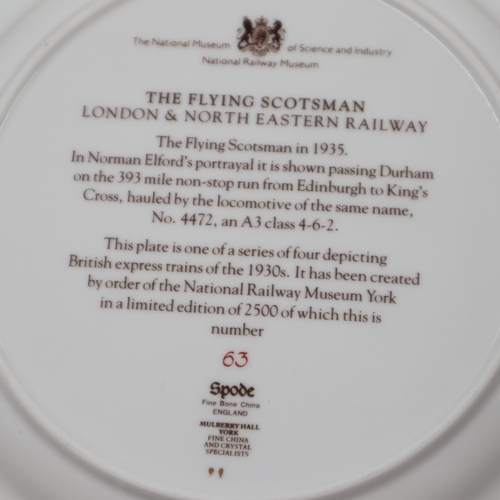 The National Museum of Science and Industry
National Railway Museum
THE FLYING SCOTSMAN
LONDON & NORTH EASTERN RAILWAY
The Flying Scotsman in 1935.
In Norman Elford's portrayal it is shown passing Durham
on the 393 mile non-stop run from Edinburgh to King's
Cross, hauled by the locomotive of the same name,
No. 4472, an A3 class 4-6-2.
This plate is one of a series of four depicting
British express trains of the 1930s. It has been created
by order of the National Railway Museum York
in a limited edition of 2500 of which this is
number
63
Spode
Fine Bone China
ENGLAND
MULBERRY HALL
YORK
FINE CHINA
AND CRYSTAL
SPECIALISTS